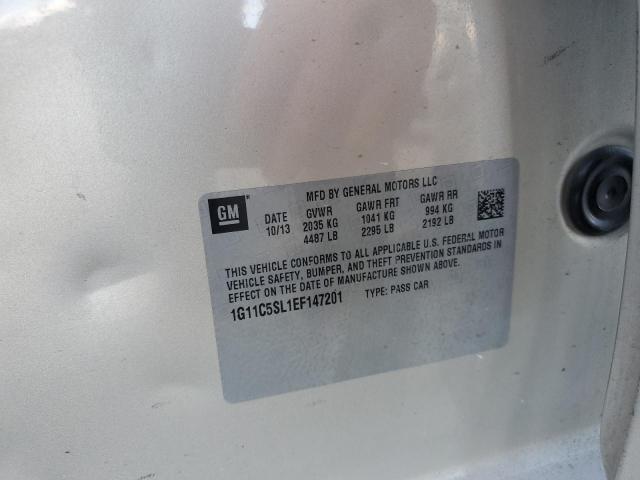 GM
MFD BY GENERAL MOTORS LLC
DATE GVWR GAWR FRT GAWR RR
10/13 2035 KG 1041 KG 994 KG
4487 LB 2295 LB 2192 LB
THIS VEHICLE CONFORMS TO ALL APPLICABLE U.S. FEDERAL MOTOR
VEHICLE SAFETY, BUMPER, AND THEFT PREVENTION STANDARDS IN
EFFECT ON THE DATE OF MANUFACTURE SHOWN ABOVE.
1G11C5SL1EF147201 TYPE: PASS CAR